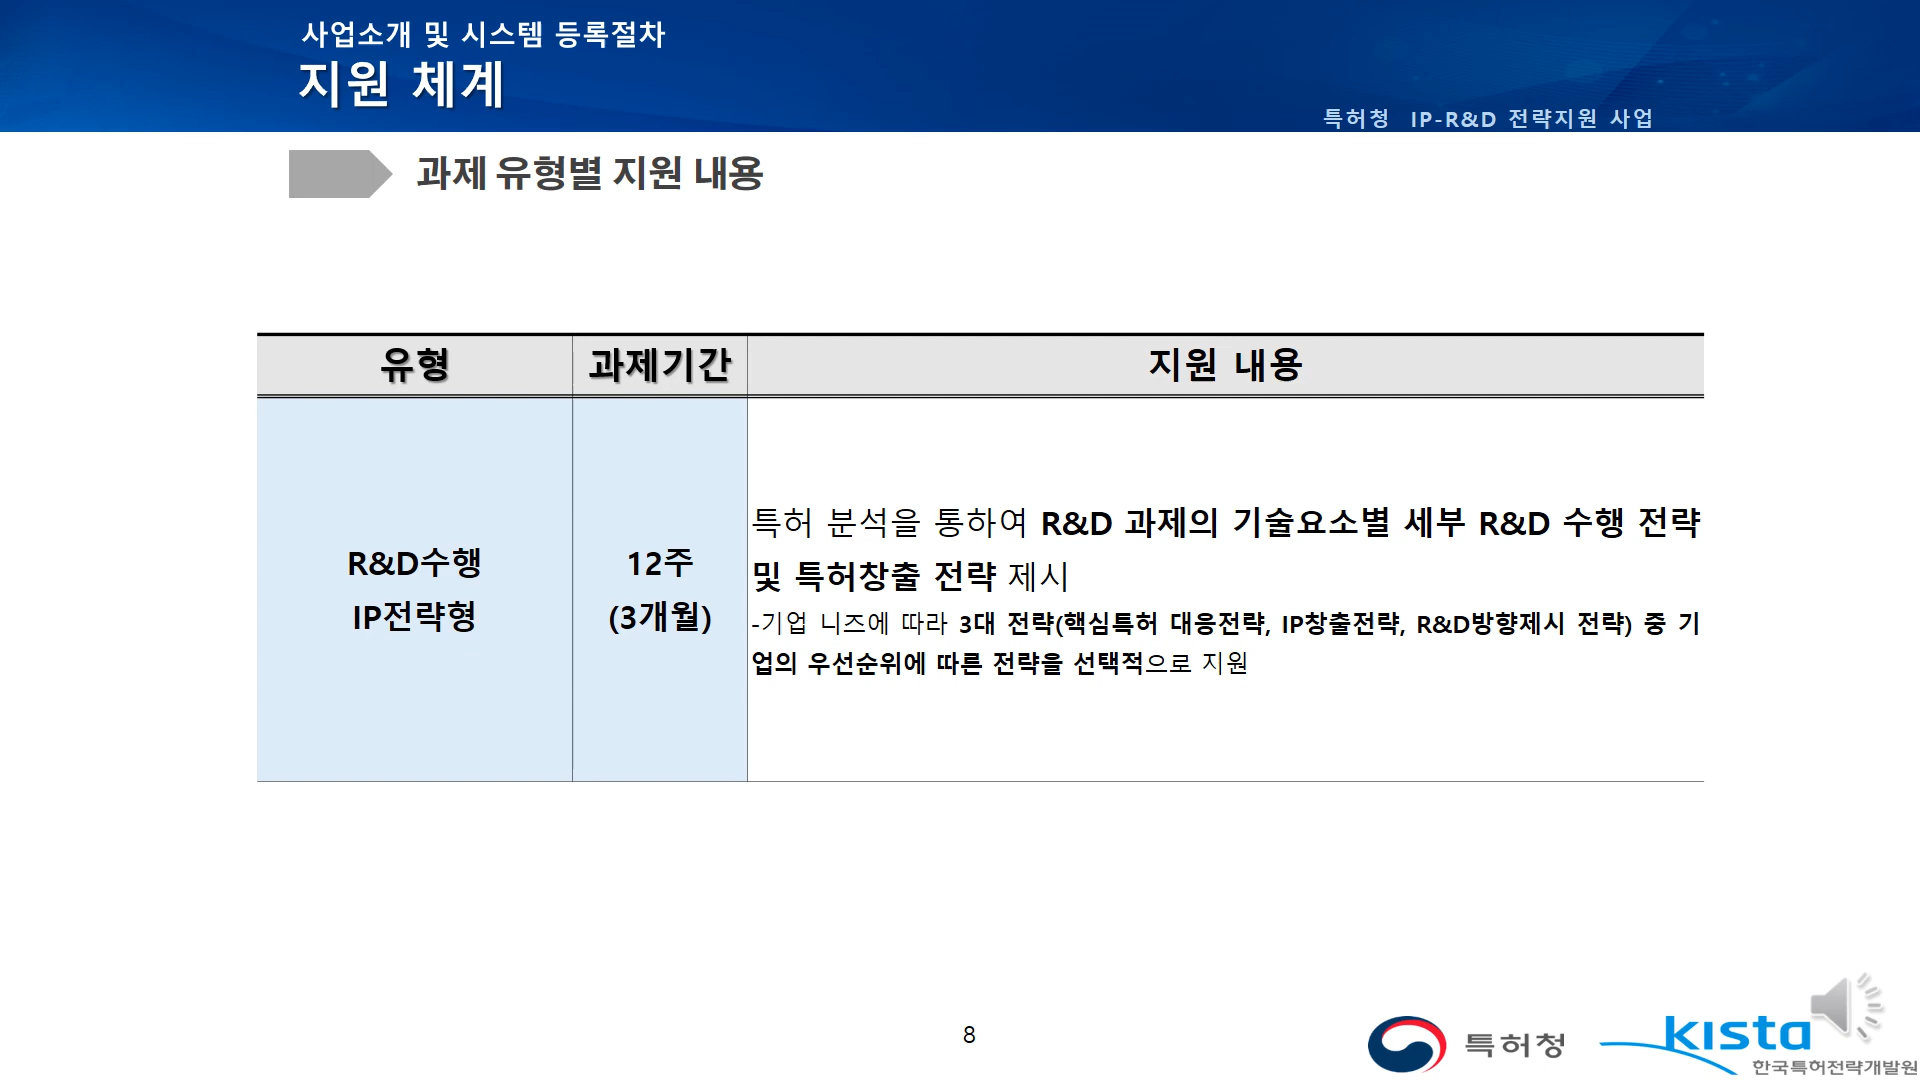 사업소개 및 시스템 등록절차
지원 체계
특허청 IP-R&D 전략지원 사업
과제 유형별 지원 내용
유형
과제기간
지원 내용
R&D수행
IP전략형
12주
(3개월)
특허 분석을 통하여 R&D 과제의 기술요소별 세부 R&D 수행 전략
및 특허창출 전략 제시
-기업 니즈에 따라 3대 전략(핵심특허 대응전략, IP창출전략, R&D방향제시 전략) 중 기
업의 우선순위에 따른 전략을 선택적으로 지원
8
특허청
kista
한국특허전략개발원